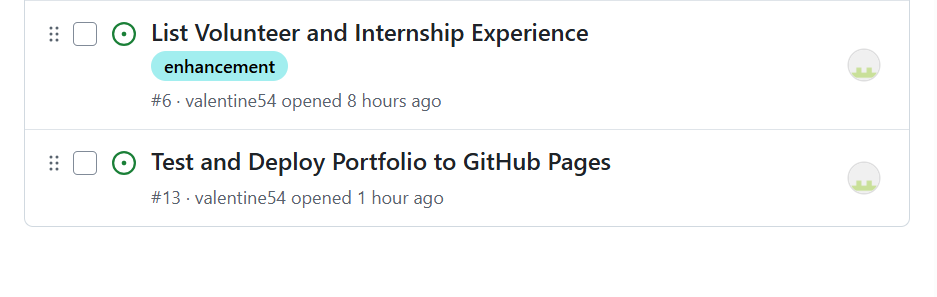 List Volunteer and Internship Experience
enhancement
#6 · valentine54 opened 8 hours ago
Test and Deploy Portfolio to GitHub Pages
#13 · valentine54 opened 1 hour ago